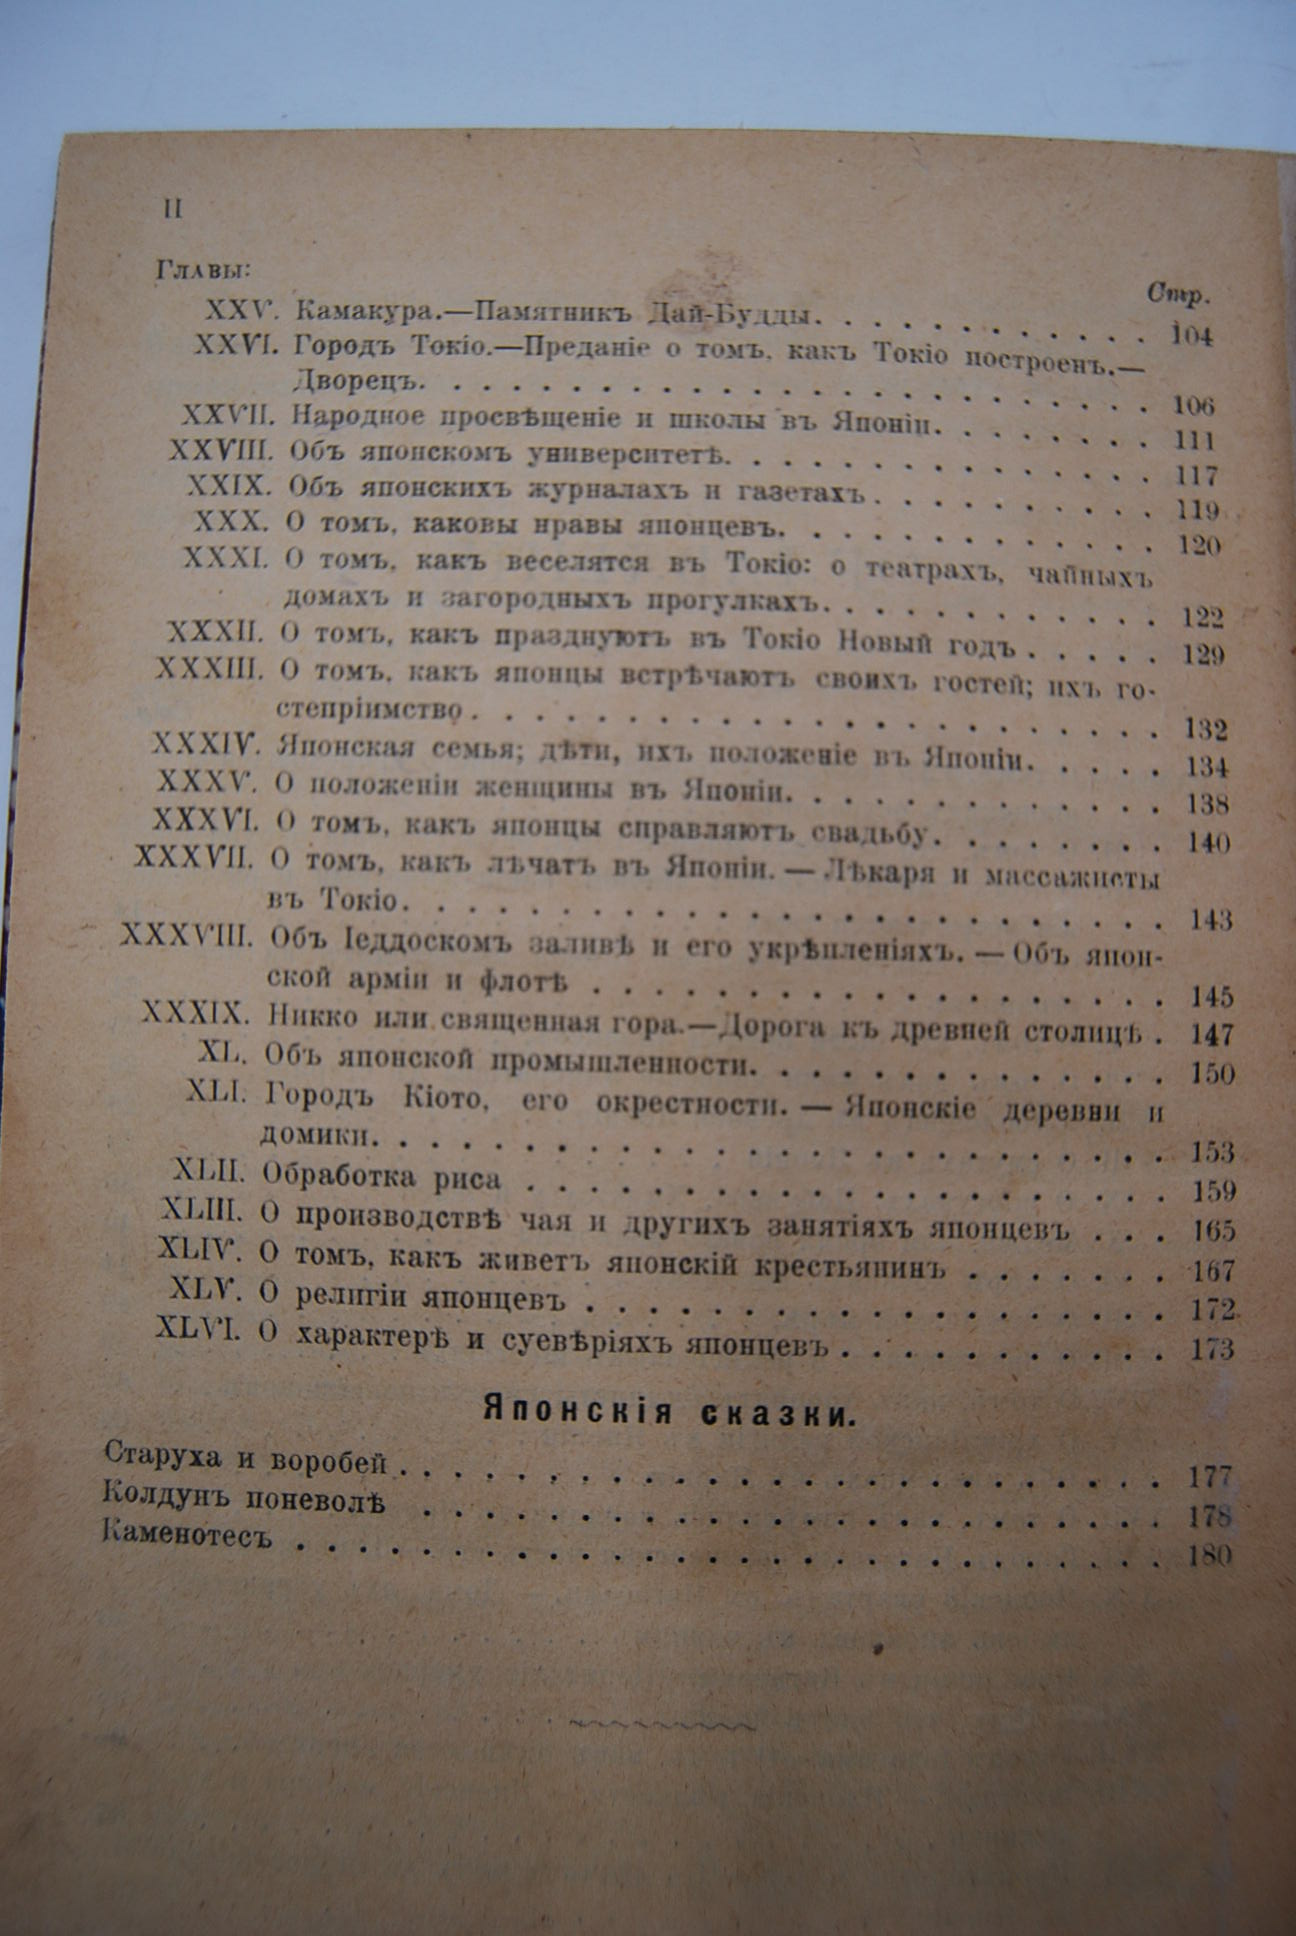 II
Главы:
Стр.
XXV. Камакура.—Памятникъ Дай-Будды. . . . . . . . . . . . 104
XXVI. Городъ Токіо.—Преданіе о томъ, какъ Токіо построенъ.—
Дворецъ. . . . . . . . . . . . . . . . . . . . . . . . 106
XXVII. Народное просвѣщеніе и школы въ Японіи. . . . . . . . 111
XXVIII. Объ японскомъ университетѣ. . . . . . . . . . . . . . 117
XXIX. Объ японскихъ журналахъ и газетахъ . . . . . . . . . . 119
XXX. О томъ, каковы нравы японцевъ. . . . . . . . . . . . . 120
XXXI. О томъ, какъ веселятся въ Токіо: о театрахъ, чайныхъ
домахъ и загородныхъ прогулкахъ. . . . . . . . . . . . 122
XXXII. О томъ, какъ празднуютъ въ Токіо Новый годъ . . . . . 129
XXXIII. О томъ, какъ японцы встрѣчаютъ своихъ гостей; ихъ го-
степріимство . . . . . . . . . . . . . . . . . . . . . . 132
XXXIV. Японская семья; дѣти, ихъ положеніе въ Японіи. . . . . 134
XXXV. О положеніи женщины въ Японіи. . . . . . . . . . . . . 138
XXXVI. О томъ, какъ японцы справляютъ свадьбу. . . . . . . . 140
XXXVII. О томъ, какъ лѣчатъ въ Японіи. — Лѣкаря и массажисты
въ Токіо. . . . . . . . . . . . . . . . . . . . . . . . . 143
XXXVIII. Объ Іеддоскомъ заливѣ и его укрѣпленіяхъ. — Объ япон-
ской арміи и флотѣ . . . . . . . . . . . . . . . . . . . 145
XXXIX. Никко или священная гора.—Дорога къ древней столицѣ . 147
XL. Объ японской промышленности. . . . . . . . . . . . . . 150
XLI. Городъ Кіото, его окрестности. — Японскіе деревни и
домики. . . . . . . . . . . . . . . . . . . . . . . . . . 153
XLII. Обработка риса . . . . . . . . . . . . . . . . . . . . . 159
XLIII. О производствѣ чая и другихъ занятіяхъ японцевъ . . . 165
XLIV. О томъ, какъ живетъ японскій крестьянинъ . . . . . . . 167
XLV. О религіи японцевъ . . . . . . . . . . . . . . . . . . . 172
XLVI. О характерѣ и суевѣріяхъ японцевъ . . . . . . . . . . . 173
Японскія сказки.
Старуха и воробей . . . . . . . . . . . . . . . . . . . . . . . . . 177
Колдунъ поневолѣ . . . . . . . . . . . . . . . . . . . . . . . . 178
Каменотесъ . . . . . . . . . . . . . . . . . . . . . . . . . . . . 180